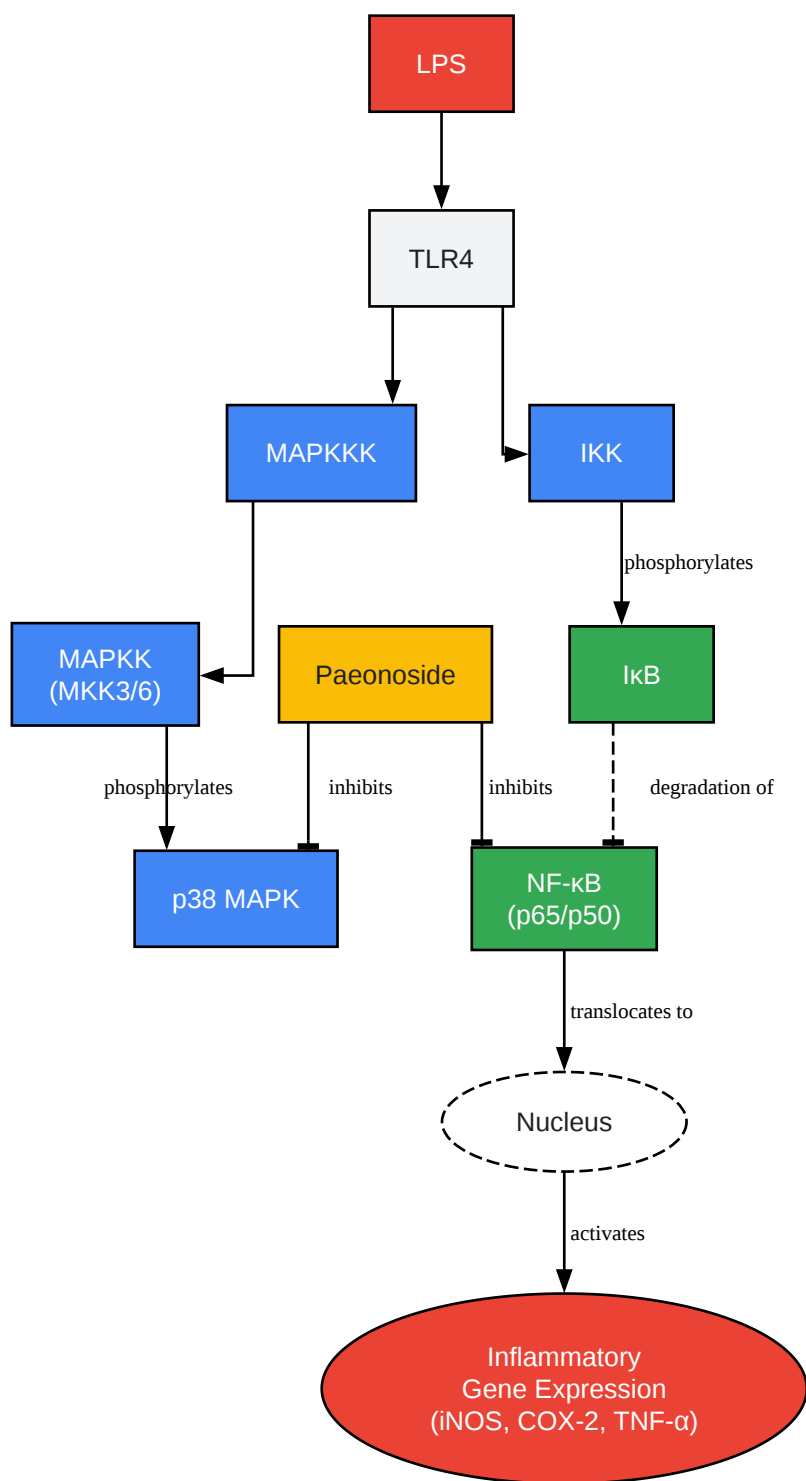 LPS
TLR4
MAPKKK
IKK
phosphorylates
MAPKK
(MKK3/6)
Paeonoside
IκB
phosphorylates
inhibits
inhibits
degradation of
p38 MAPK
NF-κB
(p65/p50)
translocates to
Nucleus
activates
Inflammatory
Gene Expression
(iNOS, COX-2, TNF-α)